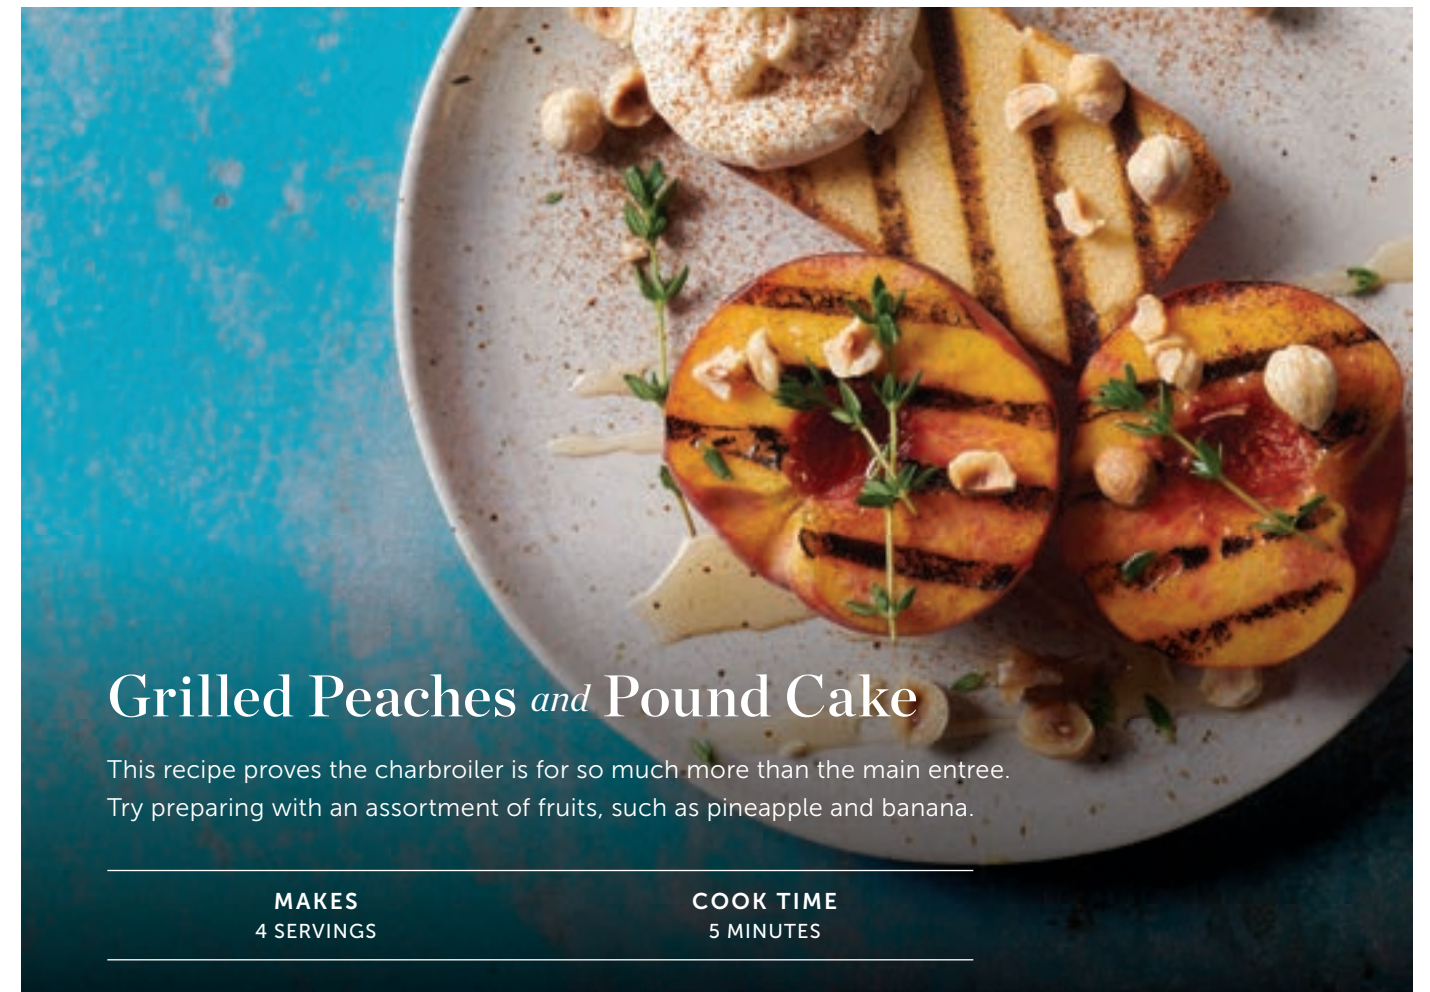 Grilled Peaches and Pound Cake
This recipe proves the charbroiler is for so much more than the main entree.
Try preparing with an assortment of fruits, such as pineapple and banana.
MAKES
4 SERVINGS
COOK TIME
5 MINUTES